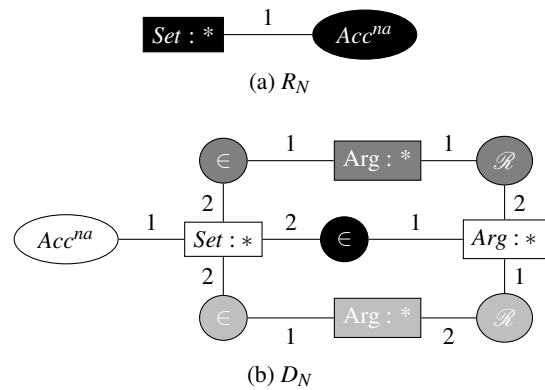 Set : * 1 Acc^na
(a) R_N
∈ 1 Arg : * 1 ℛ
2 2
Acc^na 1 Set : * 2 ∈ 1 Arg : *
2 1
∈ 1 Arg : * 2 ℛ
(b) D_N